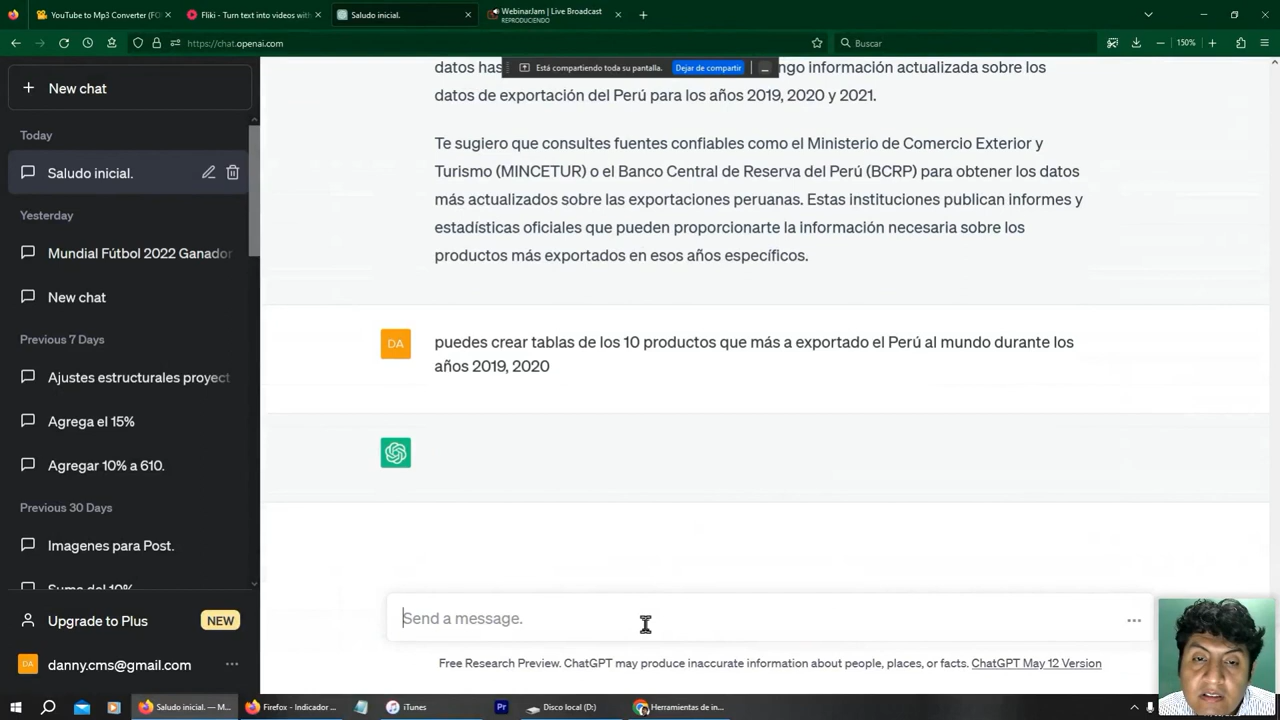 YouTube to Mp3 Converter (FO
Fliki - Turn text into videos with
Saludo inicial.
WebinarJam | Live Broadcast
REPRODUCIENDO
https://chat.openai.com
Buscar
150%
Está compartiendo toda su pantalla.
Dejar de compartir
New chat
Today
Saludo inicial.
Yesterday
Mundial Fútbol 2022 Ganador
New chat
Previous 7 Days
Ajustes estructurales proyect
Agrega el 15%
Agregar 10% a 610.
Previous 30 Days
Imagenes para Post.
Suma del 10%
Upgrade to Plus
NEW
DA
danny.cms@gmail.com
datos has
ngo información actualizada sobre los
datos de exportación del Perú para los años 2019, 2020 y 2021.
Te sugiero que consultes fuentes confiables como el Ministerio de Comercio Exterior y
Turismo (MINCETUR) o el Banco Central de Reserva del Perú (BCRP) para obtener los datos
más actualizados sobre las exportaciones peruanas. Estas instituciones publican informes y
estadísticas oficiales que pueden proporcionarte la información necesaria sobre los
productos más exportados en esos años específicos.
DA
puedes crear tablas de los 10 productos que más a exportado el Perú al mundo durante los
años 2019, 2020
Send a message.
Free Research Preview. ChatGPT may produce inaccurate information about people, places, or facts. ChatGPT May 12 Version
Saludo inicial. — M...
Firefox - Indicador ...
iTunes
Pr
Disco local (D:)
Herramientas de in...